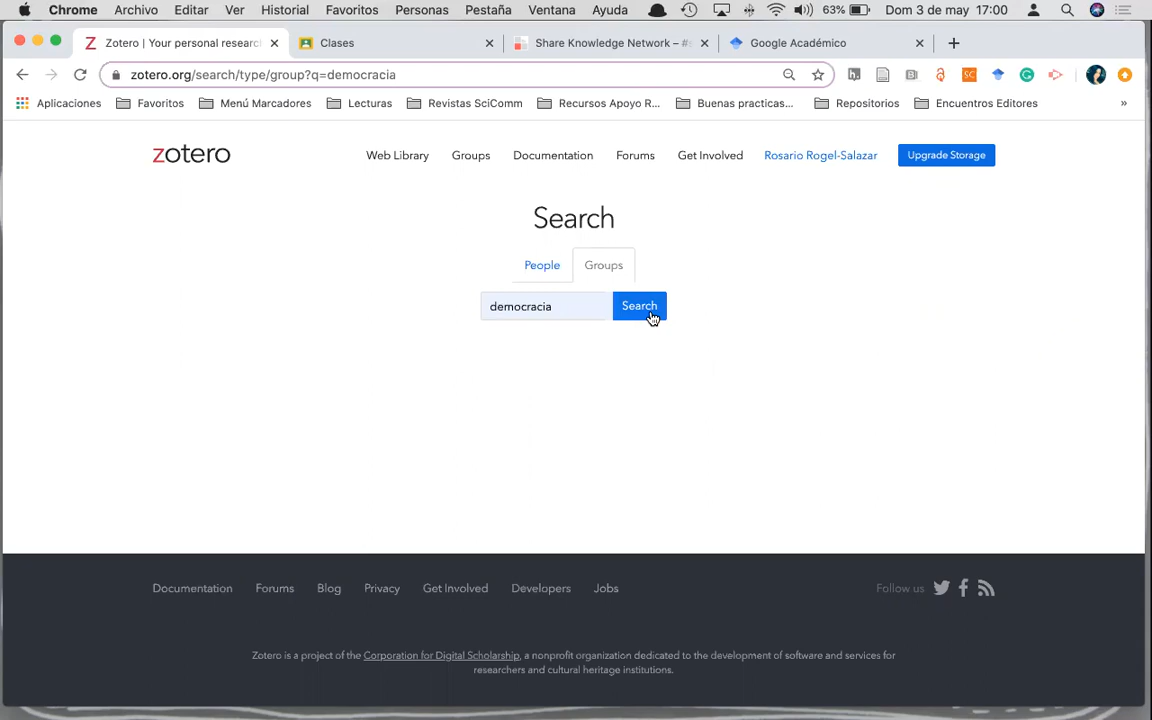 Chrome Archivo Editar Ver Historial Favoritos Personas Pestaña Ventana Ayuda 63% Dom 3 de may 17:00
Zotero | Your personal research Clases Share Knowledge Network – #s Google Académico
zotero.org/search/type/group?q=democracia
Aplicaciones Favoritos Menú Marcadores Lecturas Revistas SciComm Recursos Apoyo R... Buenas practicas... Repositorios Encuentros Editores »
zotero Web Library Groups Documentation Forums Get Involved Rosario Rogel-Salazar Upgrade Storage
Search
People Groups
democracia Search
Documentation Forums Blog Privacy Get Involved Developers Jobs Follow us
Zotero is a project of the Corporation for Digital Scholarship, a nonprofit organization dedicated to the development of software and services for
researchers and cultural heritage institutions.